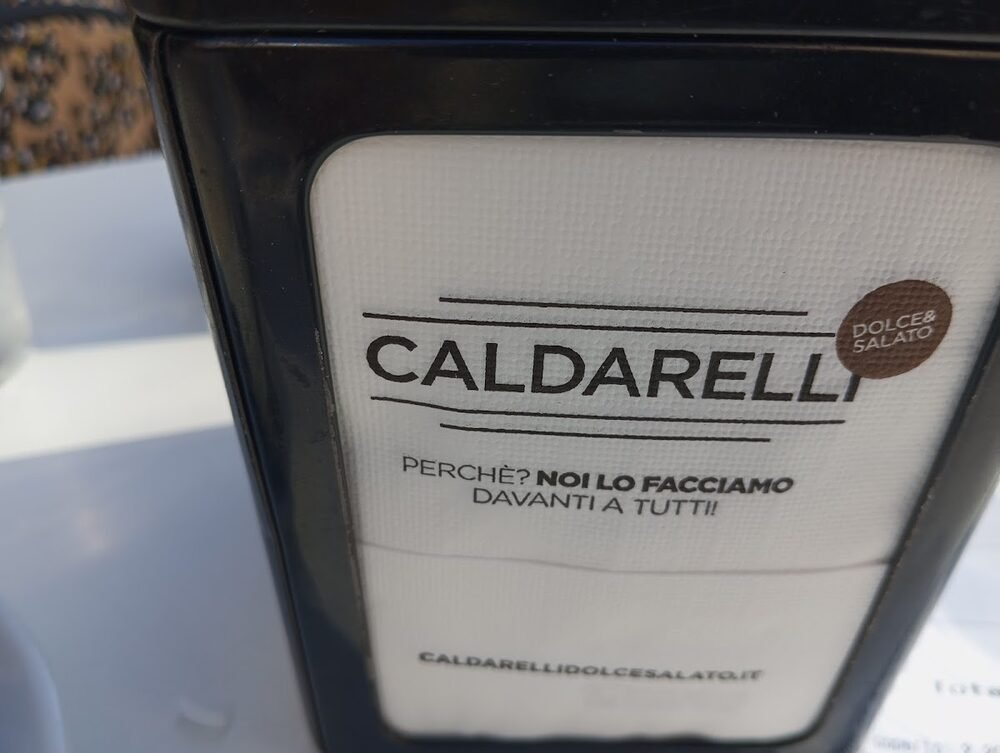 DOLCE&
SALATO
CALDARELLI
PERCHÈ? NOI LO FACCIAMO
DAVANTI A TUTTI!
CALDARELLIDOLCESALATO.IT